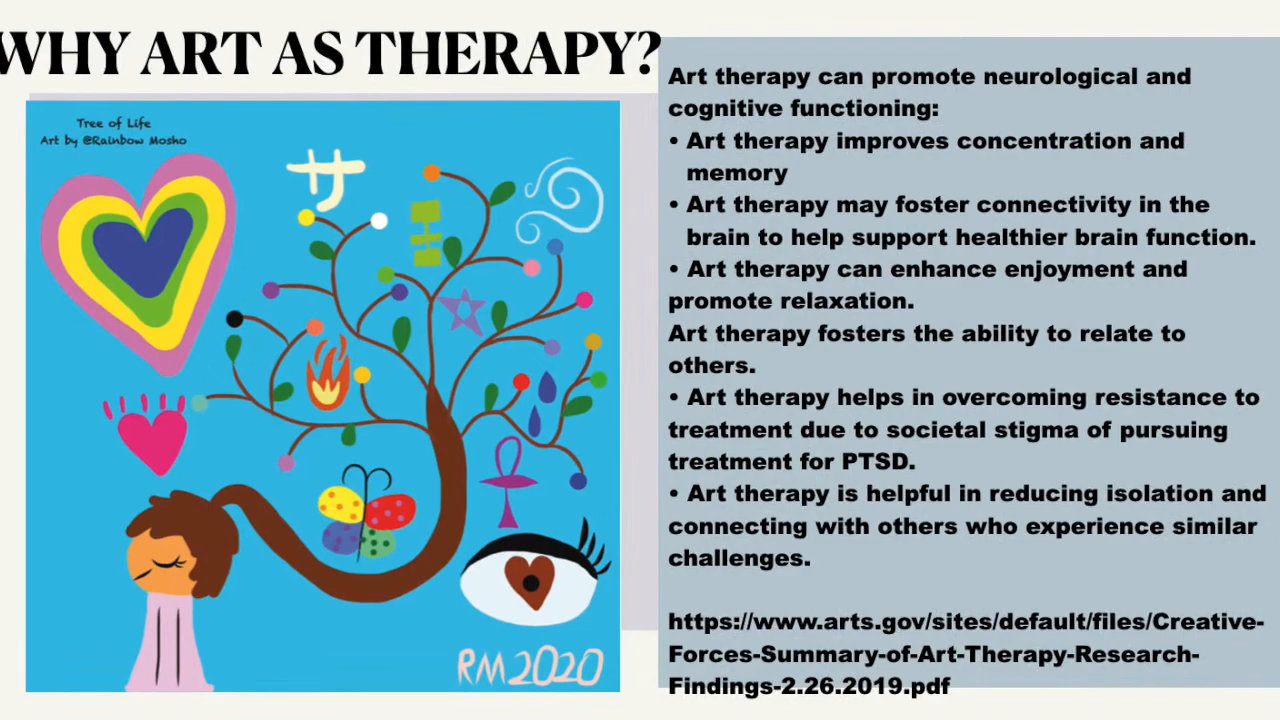 WHY ART AS THERAPY?
Tree of Life
Art by @Rainbow Mosho
サ
RM2020
Art therapy can promote neurological and
cognitive functioning:
• Art therapy improves concentration and
memory
• Art therapy may foster connectivity in the
brain to help support healthier brain function.
• Art therapy can enhance enjoyment and
promote relaxation.
Art therapy fosters the ability to relate to
others.
• Art therapy helps in overcoming resistance to
treatment due to societal stigma of pursuing
treatment for PTSD.
• Art therapy is helpful in reducing isolation and
connecting with others who experience similar
challenges.
https://www.arts.gov/sites/default/files/Creative-
Forces-Summary-of-Art-Therapy-Research-
Findings-2.26.2019.pdf